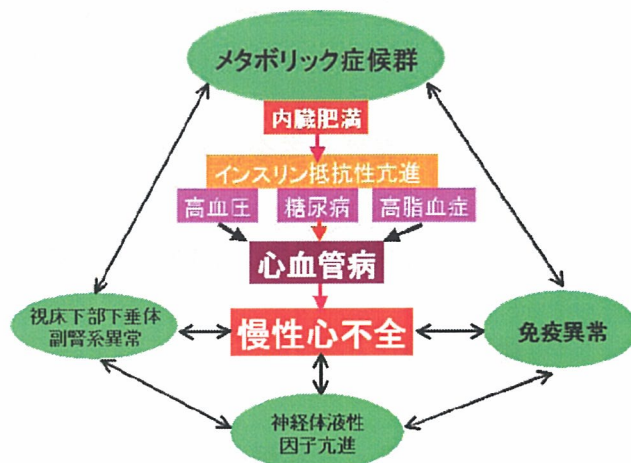 メタボリック症候群
内臓肥満
インスリン抵抗性亢進
高血圧
糖尿病
高脂血症
心血管病
視床下部下垂体
副腎系異常
慢性心不全
免疫異常
神経体液性
因子亢進